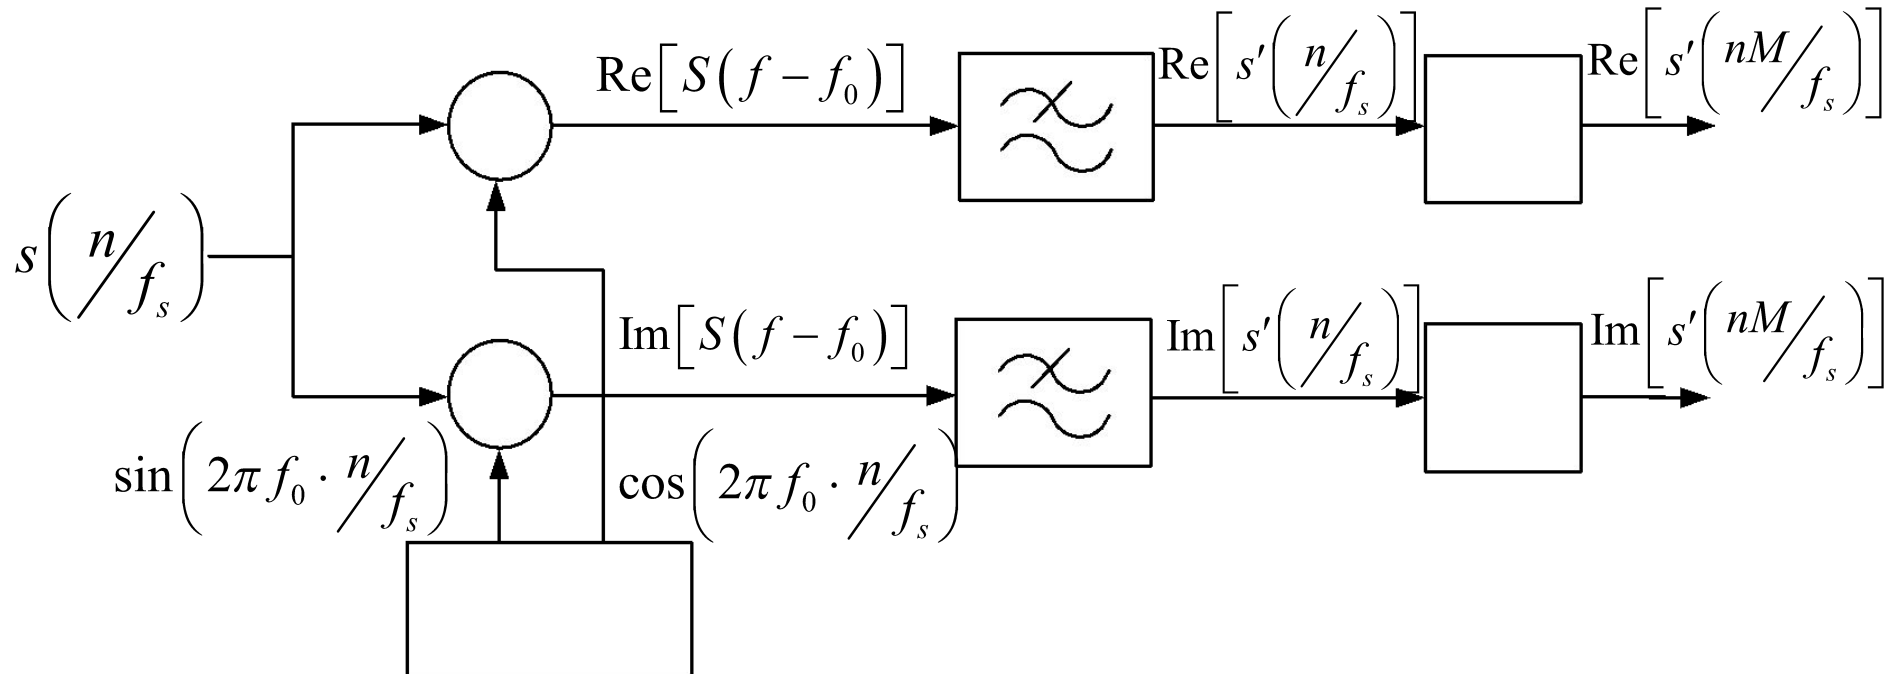 Re[S(f − f₀)]
Re[s′(n/fₛ)]
Re[s′(nM/fₛ)]
s(n/fₛ)
Im[S(f − f₀)]
Im[s′(n/fₛ)]
Im[s′(nM/fₛ)]
sin(2πf₀ · n/fₛ)
cos(2πf₀ · n/fₛ)